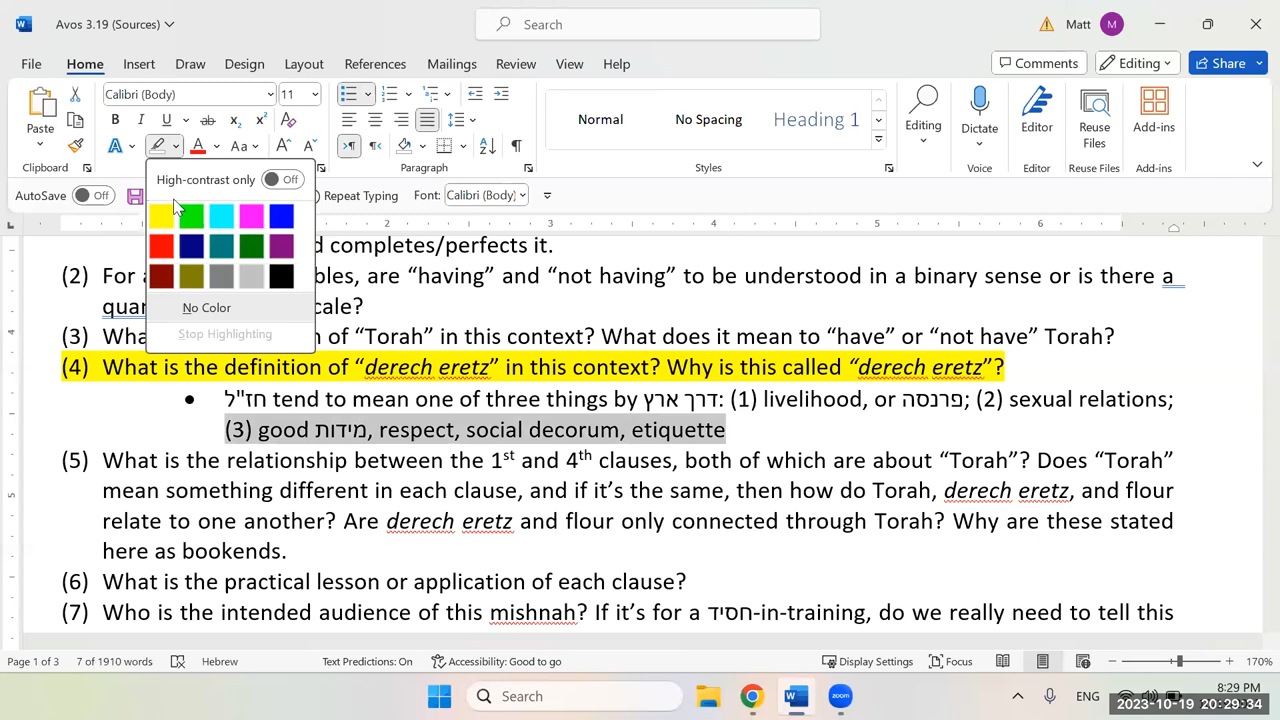 Avos 3.19 (Sources)
Search
Matt M
File Home Insert Draw Design Layout References Mailings Review View Help
Comments Editing Share
Paste
Calibri (Body) 11
Normal No Spacing Heading 1
Editing Dictate Editor Reuse Files Add-ins
Clipboard Paragraph Styles Voice Editor Reuse Files Add-ins
AutoSave Off
Repeat Typing Font: Calibri (Body)
High-contrast only Off
No Color
Stop Highlighting
1 2 3 4 5 6
completes/perfects it.
(2) For are “having” and “not having” to be understood in a binary sense or is there a
(3) of “Torah” in this context? What does it mean to “have” or “not have” Torah?
(4) What is the definition of “derech eretz” in this context? Why is this called “derech eretz”?
● חז"ל tend to mean one of three things by דרך ארץ: (1) livelihood, or פרנסה; (2) sexual relations;
(3) good מידות, respect, social decorum, etiquette
(5) What is the relationship between the 1st and 4th clauses, both of which are about “Torah”? Does “Torah”
mean something different in each clause, and if it’s the same, then how do Torah, derech eretz, and flour
relate to one another? Are derech eretz and flour only connected through Torah? Why are these stated
here as bookends.
(6) What is the practical lesson or application of each clause?
(7) Who is the intended audience of this mishnah? If it’s for a חסיד-in-training, do we really need to tell this
Page 1 of 3 7 of 1910 words Hebrew Text Predictions: On Accessibility: Good to go Display Settings Focus 170%
Search
zoom
ENG
8:29 PM
2023-10-19 20:29:34